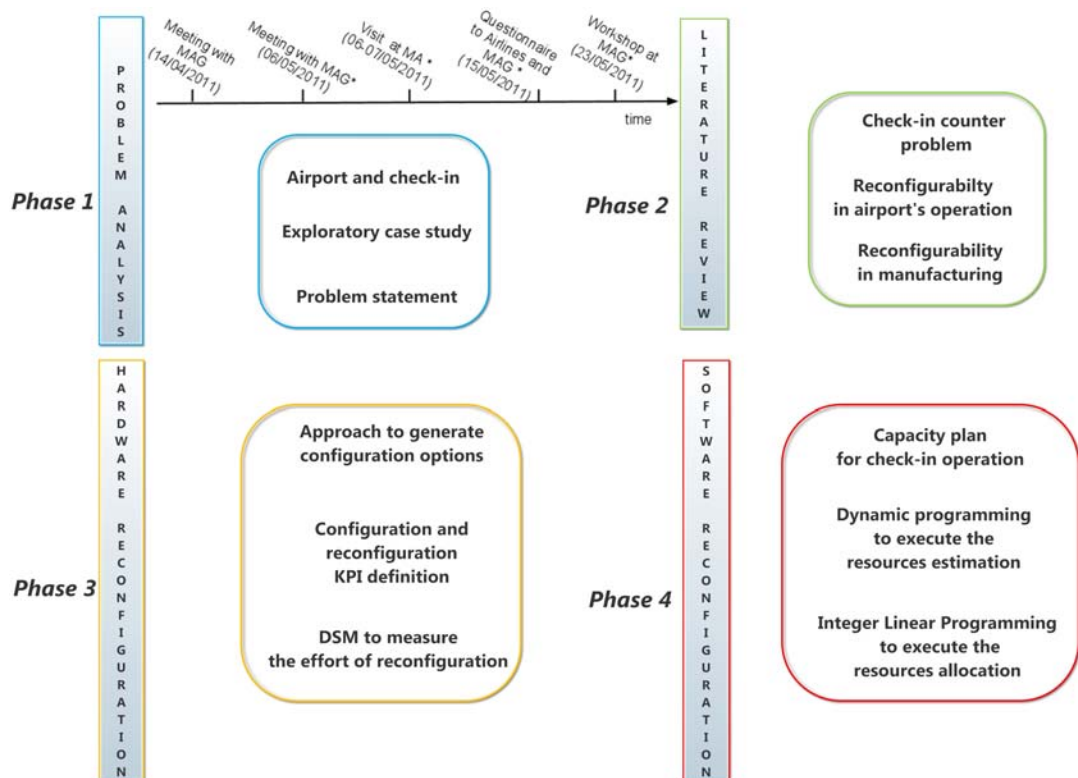 Phase 1
PROBLEM ANALYSIS
Meeting with
MAG
(14/04/2011)
Meeting with MAG*
(06/05/2011)
Visit at MA *
(06-07/05/2011)
Questionnaire
to Airlines and
MAG *
(15/05/2011)
Workshop at
MAG*
(23/05/2011)
time
Airport and check-in
Exploratory case study
Problem statement
Phase 2
LITERATURE REVIEW
Check-in counter
problem
Reconfigurabilty
in airport's operation
Reconfigurability
in manufacturing
Phase 3
HARDWARE RECONFIGURATION
Approach to generate
configuration options
Configuration and
reconfiguration
KPI definition
DSM to measure
the effort of reconfiguration
Phase 4
SOFTWARE RECONFIGURATION
Capacity plan
for check-in operation
Dynamic programming
to execute the
resources estimation
Integer Linear Programming
to execute the
resources allocation